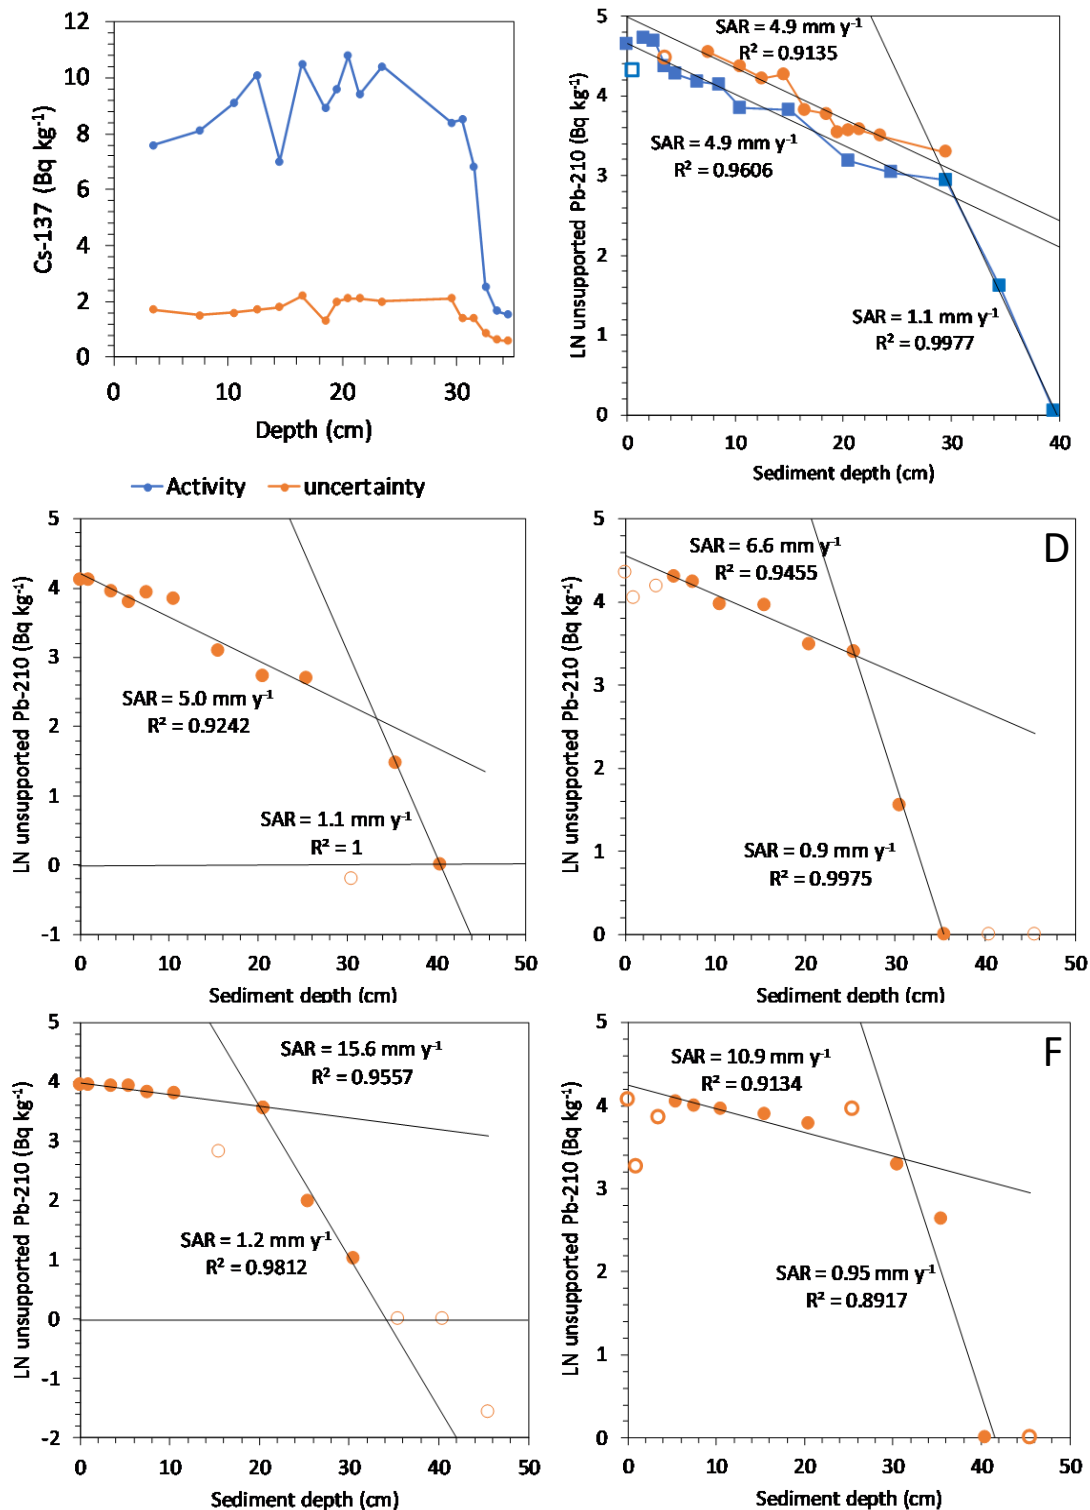 12
10
8
6
4
2
0
Cs-137 (Bq kg⁻¹)
0 10 20 30
Depth (cm)
Activity uncertainty
5
4
3
2
1
0
LN unsupported Pb-210 (Bq kg⁻¹)
SAR = 4.9 mm y⁻¹
R² = 0.9135
SAR = 4.9 mm y⁻¹
R² = 0.9606
SAR = 1.1 mm y⁻¹
R² = 0.9977
0 10 20 30 40
Sediment depth (cm)
5
4
3
2
1
0
-1
LN unsupported Pb-210 (Bq kg⁻¹)
SAR = 5.0 mm y⁻¹
R² = 0.9242
SAR = 1.1 mm y⁻¹
R² = 1
0 10 20 30 40 50
Sediment depth (cm)
D
5
4
3
2
1
0
LN unsupported Pb-210 (Bq kg⁻¹)
SAR = 6.6 mm y⁻¹
R² = 0.9455
SAR = 0.9 mm y⁻¹
R² = 0.9975
0 10 20 30 40 50
Sediment depth (cm)
5
4
3
2
1
0
-1
-2
LN unsupported Pb-210 (Bq kg⁻¹)
SAR = 15.6 mm y⁻¹
R² = 0.9557
SAR = 1.2 mm y⁻¹
R² = 0.9812
0 10 20 30 40 50
Sediment depth (cm)
F
5
4
3
2
1
0
LN unsupported Pb-210 (Bq kg⁻¹)
SAR = 10.9 mm y⁻¹
R² = 0.9134
SAR = 0.95 mm y⁻¹
R² = 0.8917
0 10 20 30 40 50
Sediment depth (cm)